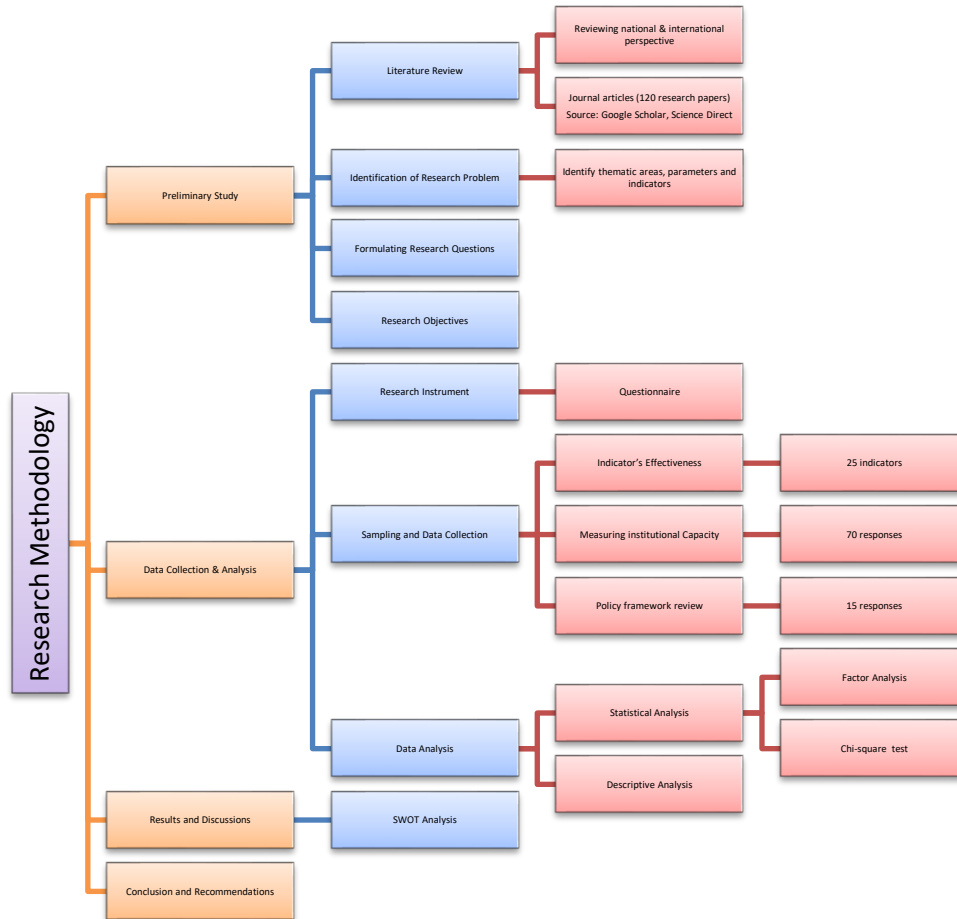 Research Methodology
Preliminary Study
Literature Review
Reviewing national & international
perspective
Journal articles (120 research papers)
Source: Google Scholar, Science Direct
Identification of Research Problem
Identify thematic areas, parameters and
indicators
Formulating Research Questions
Research Objectives
Data Collection & Analysis
Research Instrument
Questionnaire
Sampling and Data Collection
Indicator’s Effectiveness
25 indicators
Measuring institutional Capacity
70 responses
Policy framework review
15 responses
Data Analysis
Statistical Analysis
Factor Analysis
Chi-square test
Descriptive Analysis
Results and Discussions
SWOT Analysis
Conclusion and Recommendations